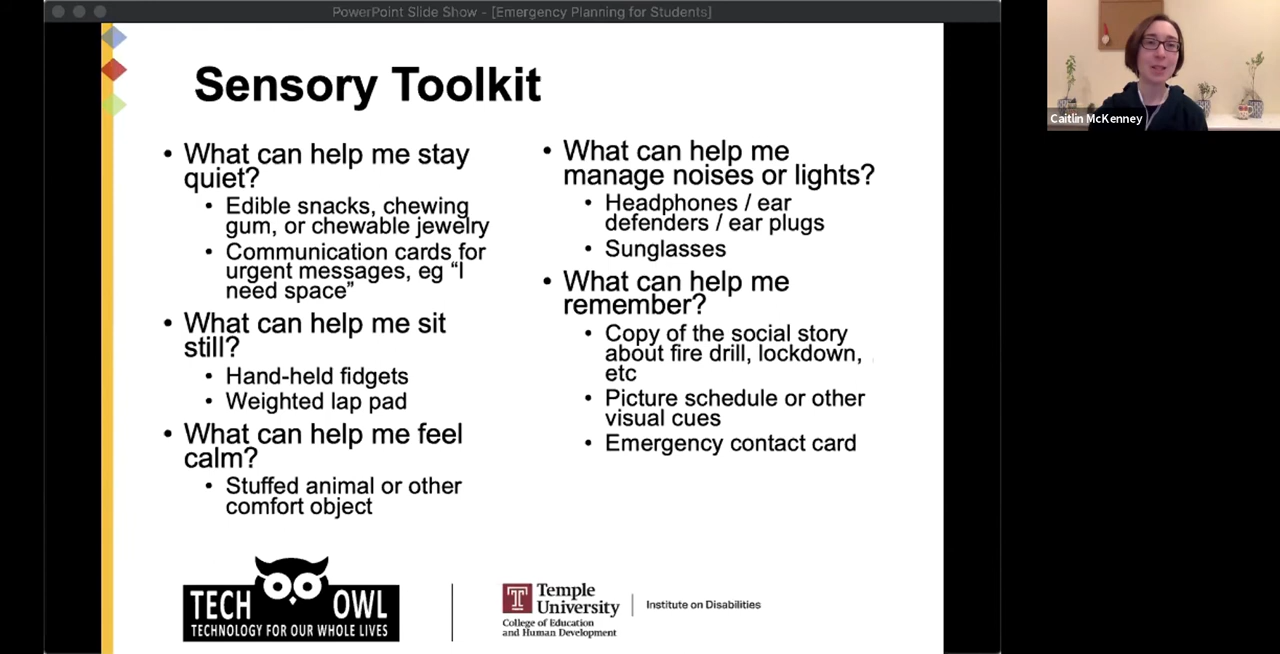 PowerPoint Slide Show - [Emergency Planning for Students]
Sensory Toolkit
• What can help me stay
quiet?
• Edible snacks, chewing
gum, or chewable jewelry
• Communication cards for
urgent messages, eg “I
need space”
• What can help me sit
still?
• Hand-held fidgets
• Weighted lap pad
• What can help me feel
calm?
• Stuffed animal or other
comfort object
• What can help me
manage noises or lights?
• Headphones / ear
defenders / ear plugs
• Sunglasses
• What can help me
remember?
• Copy of the social story
about fire drill, lockdown,
etc
• Picture schedule or other
visual cues
• Emergency contact card
TECH OWL
TECHNOLOGY FOR OUR WHOLE LIVES
T
Temple
University
College of Education
and Human Development
Institute on Disabilities
Caitlin McKenney